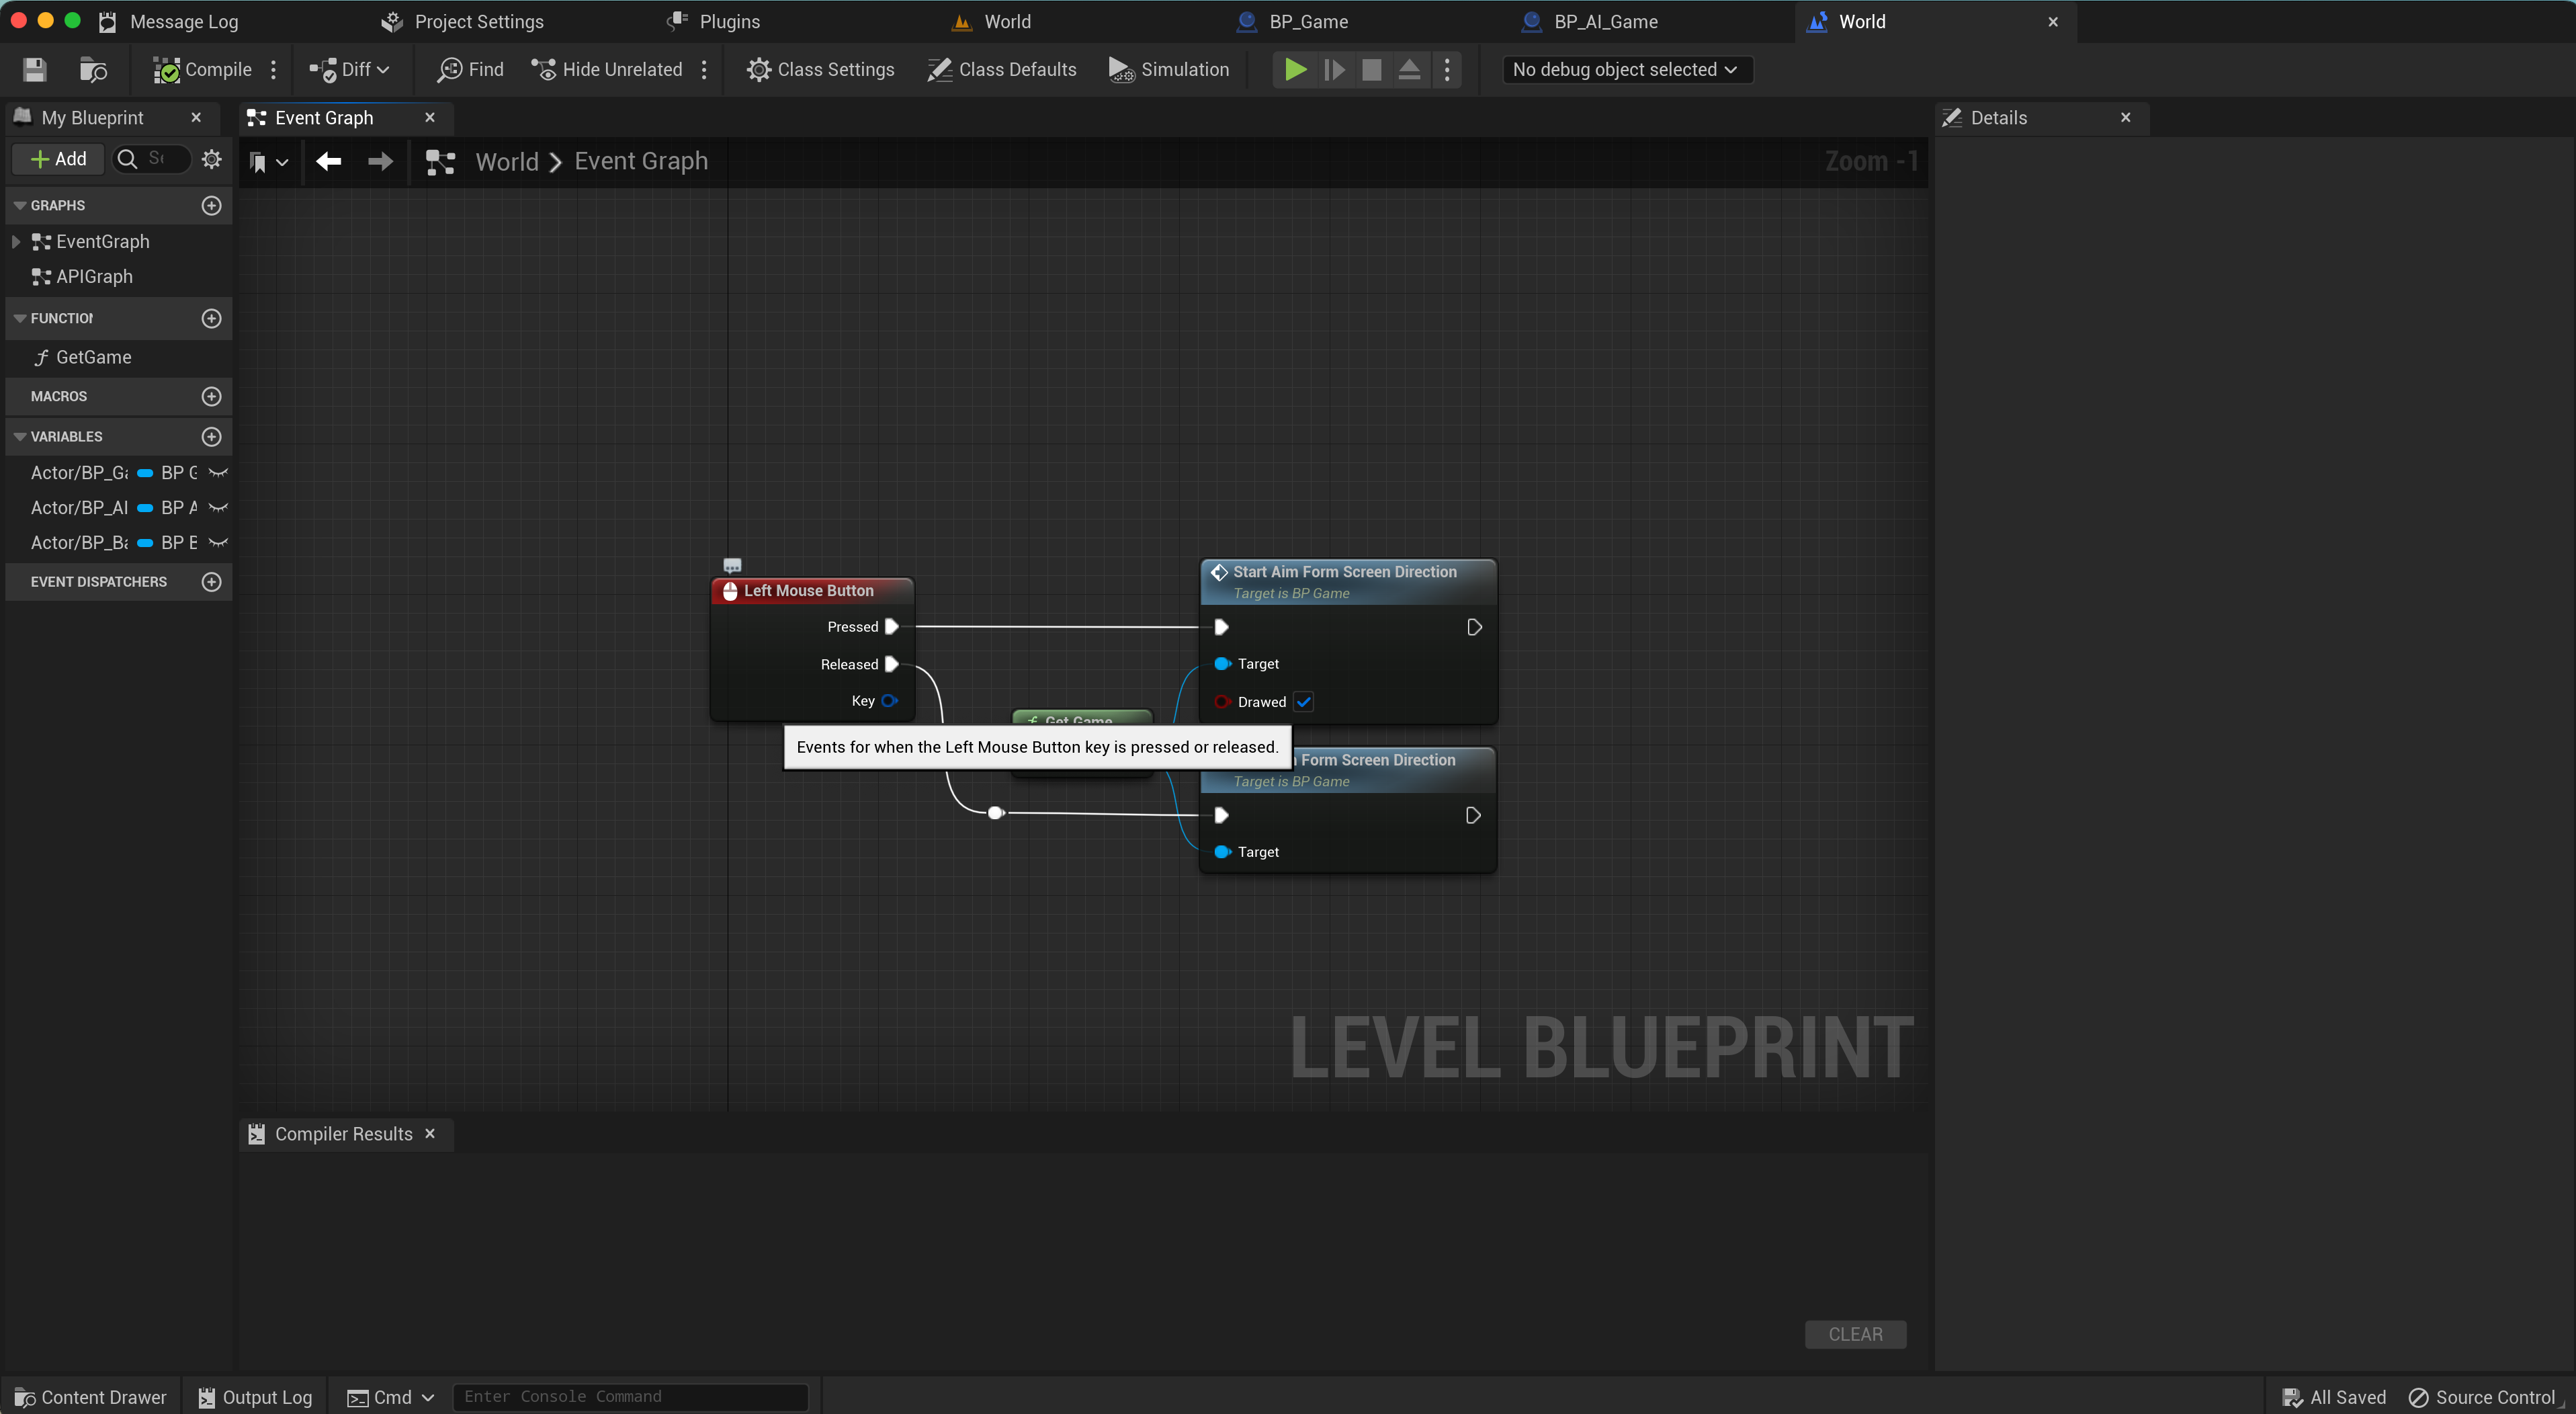 Message Log
Project Settings
Plugins
World
BP_Game
BP_AI_Game
World
Compile
Diff
Find
Hide Unrelated
Class Settings
Class Defaults
Simulation
No debug object selected
My Blueprint
Event Graph
Details
Add
World > Event Graph
Zoom -1
GRAPHS
EventGraph
APIGraph
FUNCTION
GetGame
MACROS
VARIABLES
Actor/BP_Ga BP G
Actor/BP_AI BP A
Actor/BP_Ba BP B
EVENT DISPATCHERS
Left Mouse Button
Pressed
Released
Key
Start Aim Form Screen Direction
Target is BP Game
Target
Drawed
Get Game
Events for when the Left Mouse Button key is pressed or released.
Form Screen Direction
Target is BP Game
Target
LEVEL BLUEPRINT
Compiler Results
CLEAR
Content Drawer
Output Log
Cmd
Enter Console Command
All Saved
Source Control